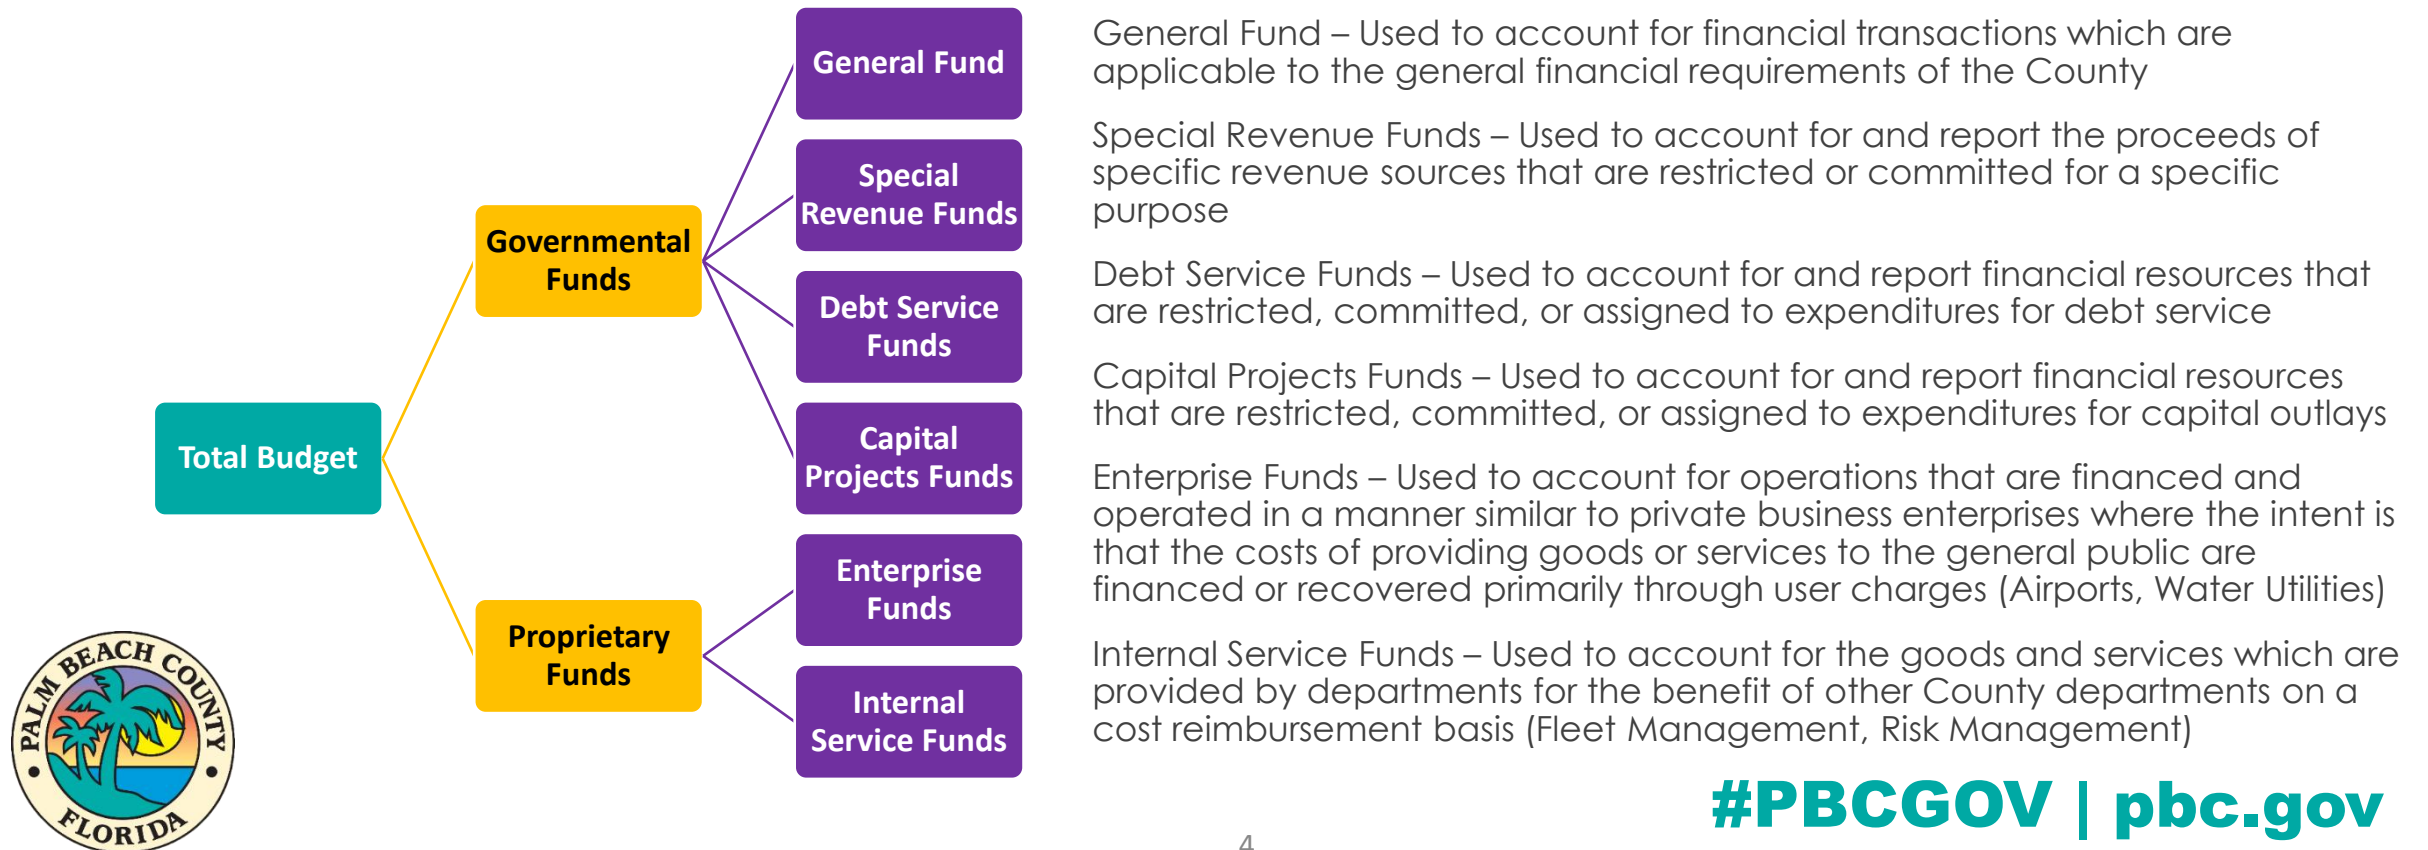 Total Budget
Governmental
Funds
Proprietary
Funds
General Fund
Special
Revenue Funds
Debt Service
Funds
Capital
Projects Funds
Enterprise
Funds
Internal
Service Funds
General Fund – Used to account for financial transactions which are
applicable to the general financial requirements of the County
Special Revenue Funds – Used to account for and report the proceeds of
specific revenue sources that are restricted or committed for a specific
purpose
Debt Service Funds – Used to account for and report financial resources that
are restricted, committed, or assigned to expenditures for debt service
Capital Projects Funds – Used to account for and report financial resources
that are restricted, committed, or assigned to expenditures for capital outlays
Enterprise Funds – Used to account for operations that are financed and
operated in a manner similar to private business enterprises where the intent is
that the costs of providing goods or services to the general public are
financed or recovered primarily through user charges (Airports, Water Utilities)
Internal Service Funds – Used to account for the goods and services which are
provided by departments for the benefit of other County departments on a
cost reimbursement basis (Fleet Management, Risk Management)
PALM BEACH COUNTY
FLORIDA
#PBCGOV | pbc.gov
4